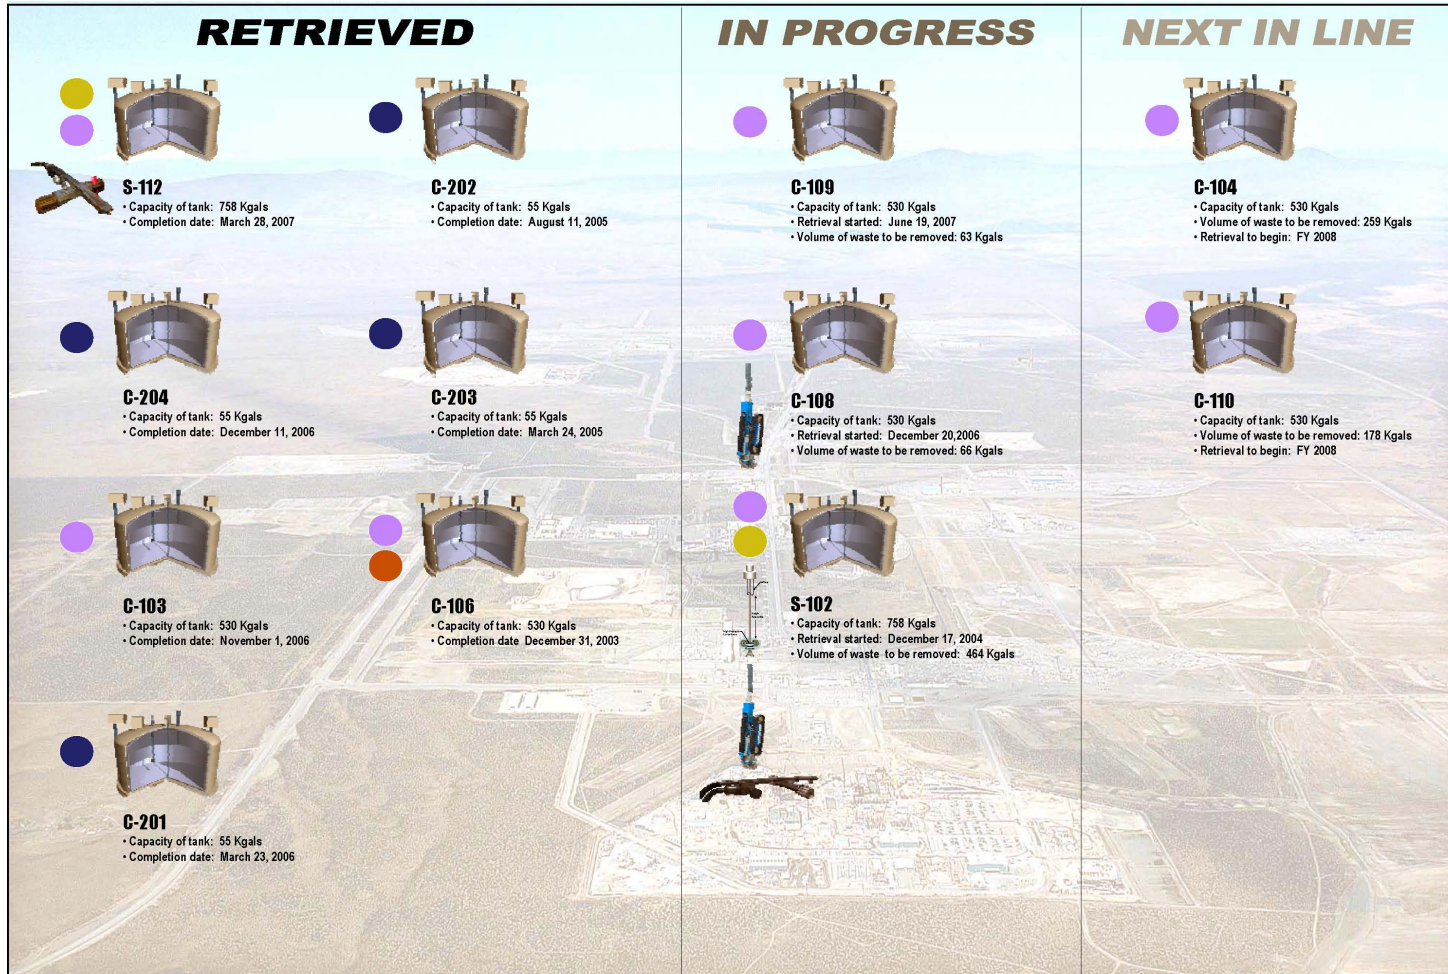 RETRIEVED
S-112
• Capacity of tank: 758 Kgals
• Completion date: March 28, 2007
C-202
• Capacity of tank: 55 Kgals
• Completion date: August 11, 2005
C-204
• Capacity of tank: 55 Kgals
• Completion date: December 11, 2006
C-203
• Capacity of tank: 55 Kgals
• Completion date: March 24, 2005
C-103
• Capacity of tank: 530 Kgals
• Completion date: November 1, 2006
C-106
• Capacity of tank: 530 Kgals
• Completion date December 31, 2003
C-201
• Capacity of tank: 55 Kgals
• Completion date: March 23, 2006
IN PROGRESS
C-109
• Capacity of tank: 530 Kgals
• Retrieval started: June 19, 2007
• Volume of waste to be removed: 63 Kgals
C-108
• Capacity of tank: 530 Kgals
• Retrieval started: December 20,2006
• Volume of waste to be removed: 66 Kgals
S-102
• Capacity of tank: 758 Kgals
• Retrieval started: December 17, 2004
• Volume of waste to be removed: 464 Kgals
NEXT IN LINE
C-104
• Capacity of tank: 530 Kgals
• Volume of waste to be removed: 259 Kgals
• Retrieval to begin: FY 2008
C-110
• Capacity of tank: 530 Kgals
• Volume of waste to be removed: 178 Kgals
• Retrieval to begin: FY 2008